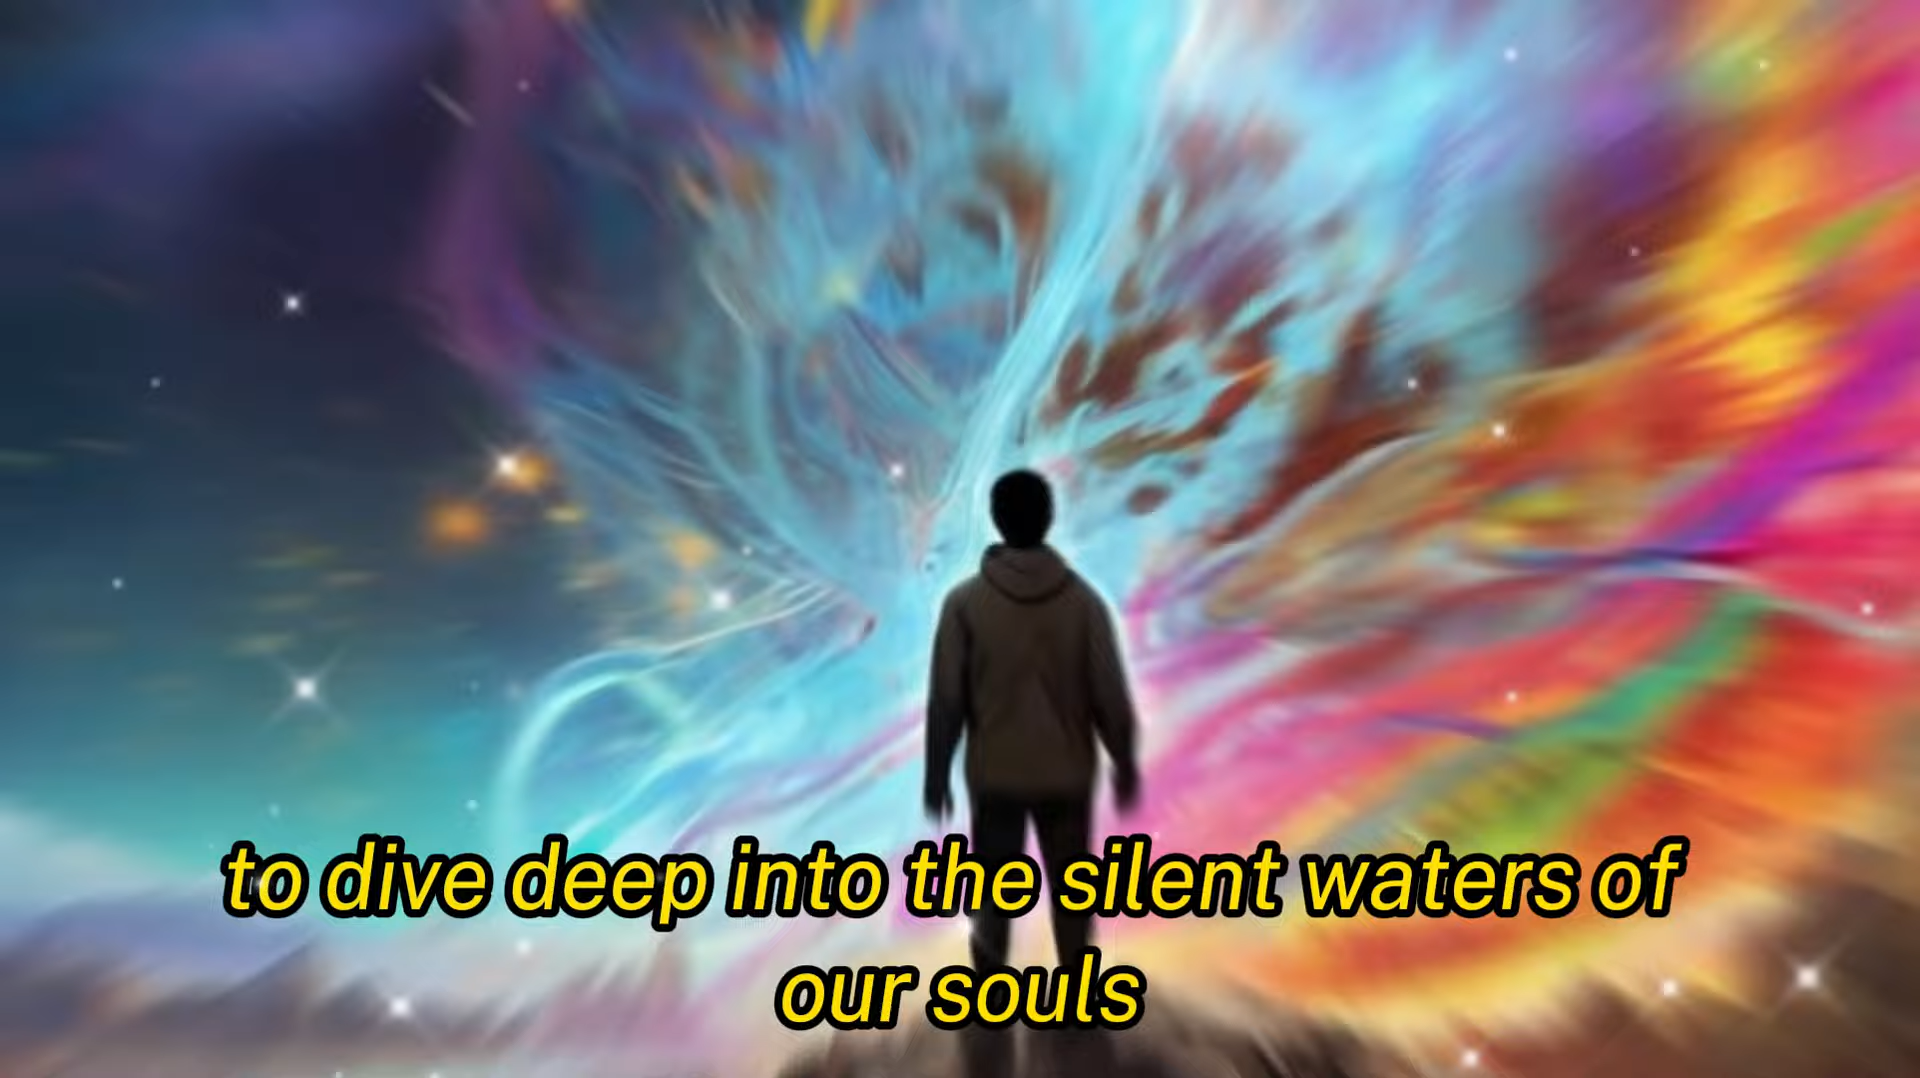 to dive deep into the silent waters of
our souls